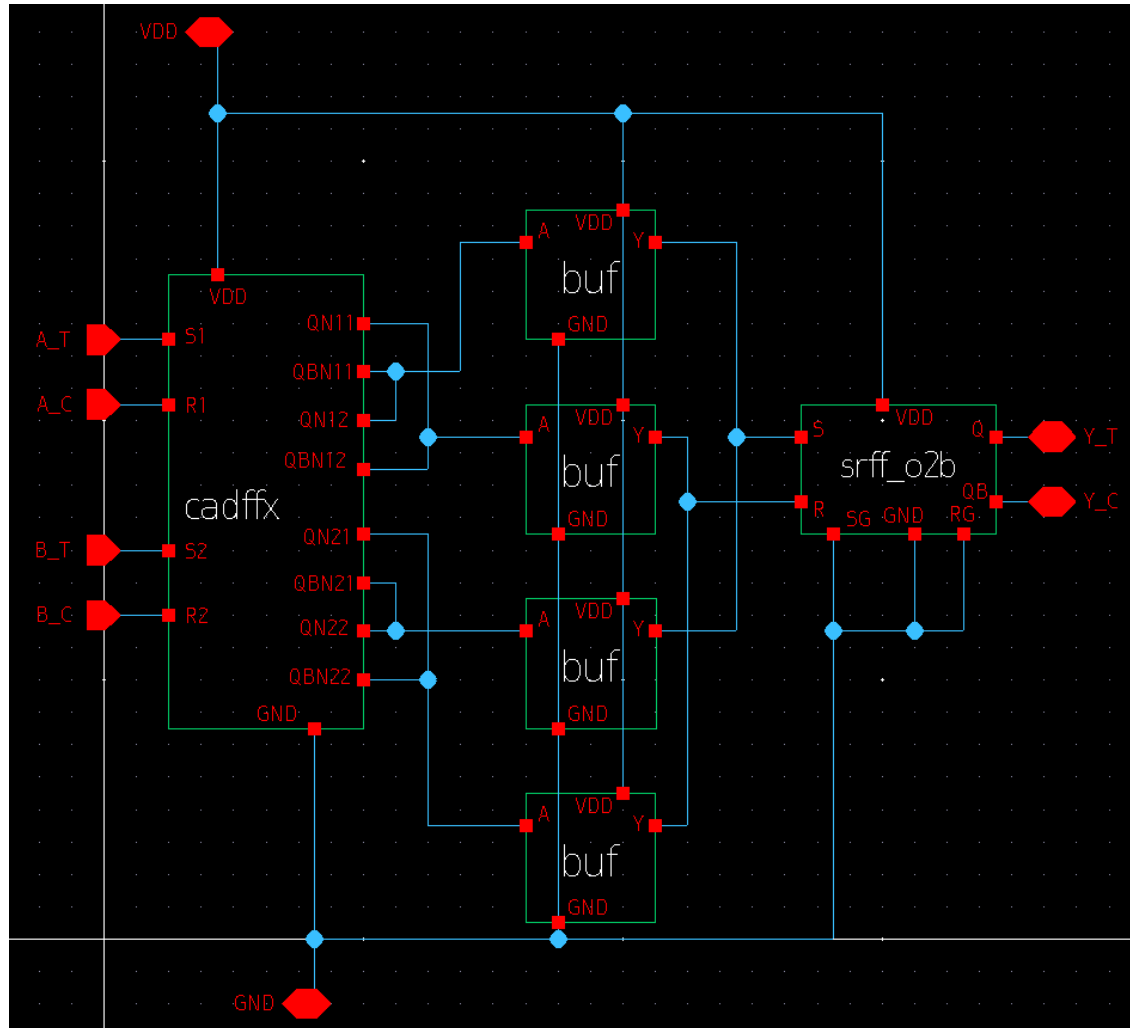 VDD
VDD
A_T
S1
A_C
R1
B_T
S2
B_C
R2
cadffx
QN11
QBN11
QN12
QBN12
QN21
QBN21
QN22
QBN22
GND
A
VDD
Y
buf
GND
A
VDD
Y
buf
GND
A
VDD
Y
buf
GND
A
VDD
Y
buf
GND
VDD
S
Q
Y_T
srff_o2b
R
QB
Y_C
SG
GND
RG
GND